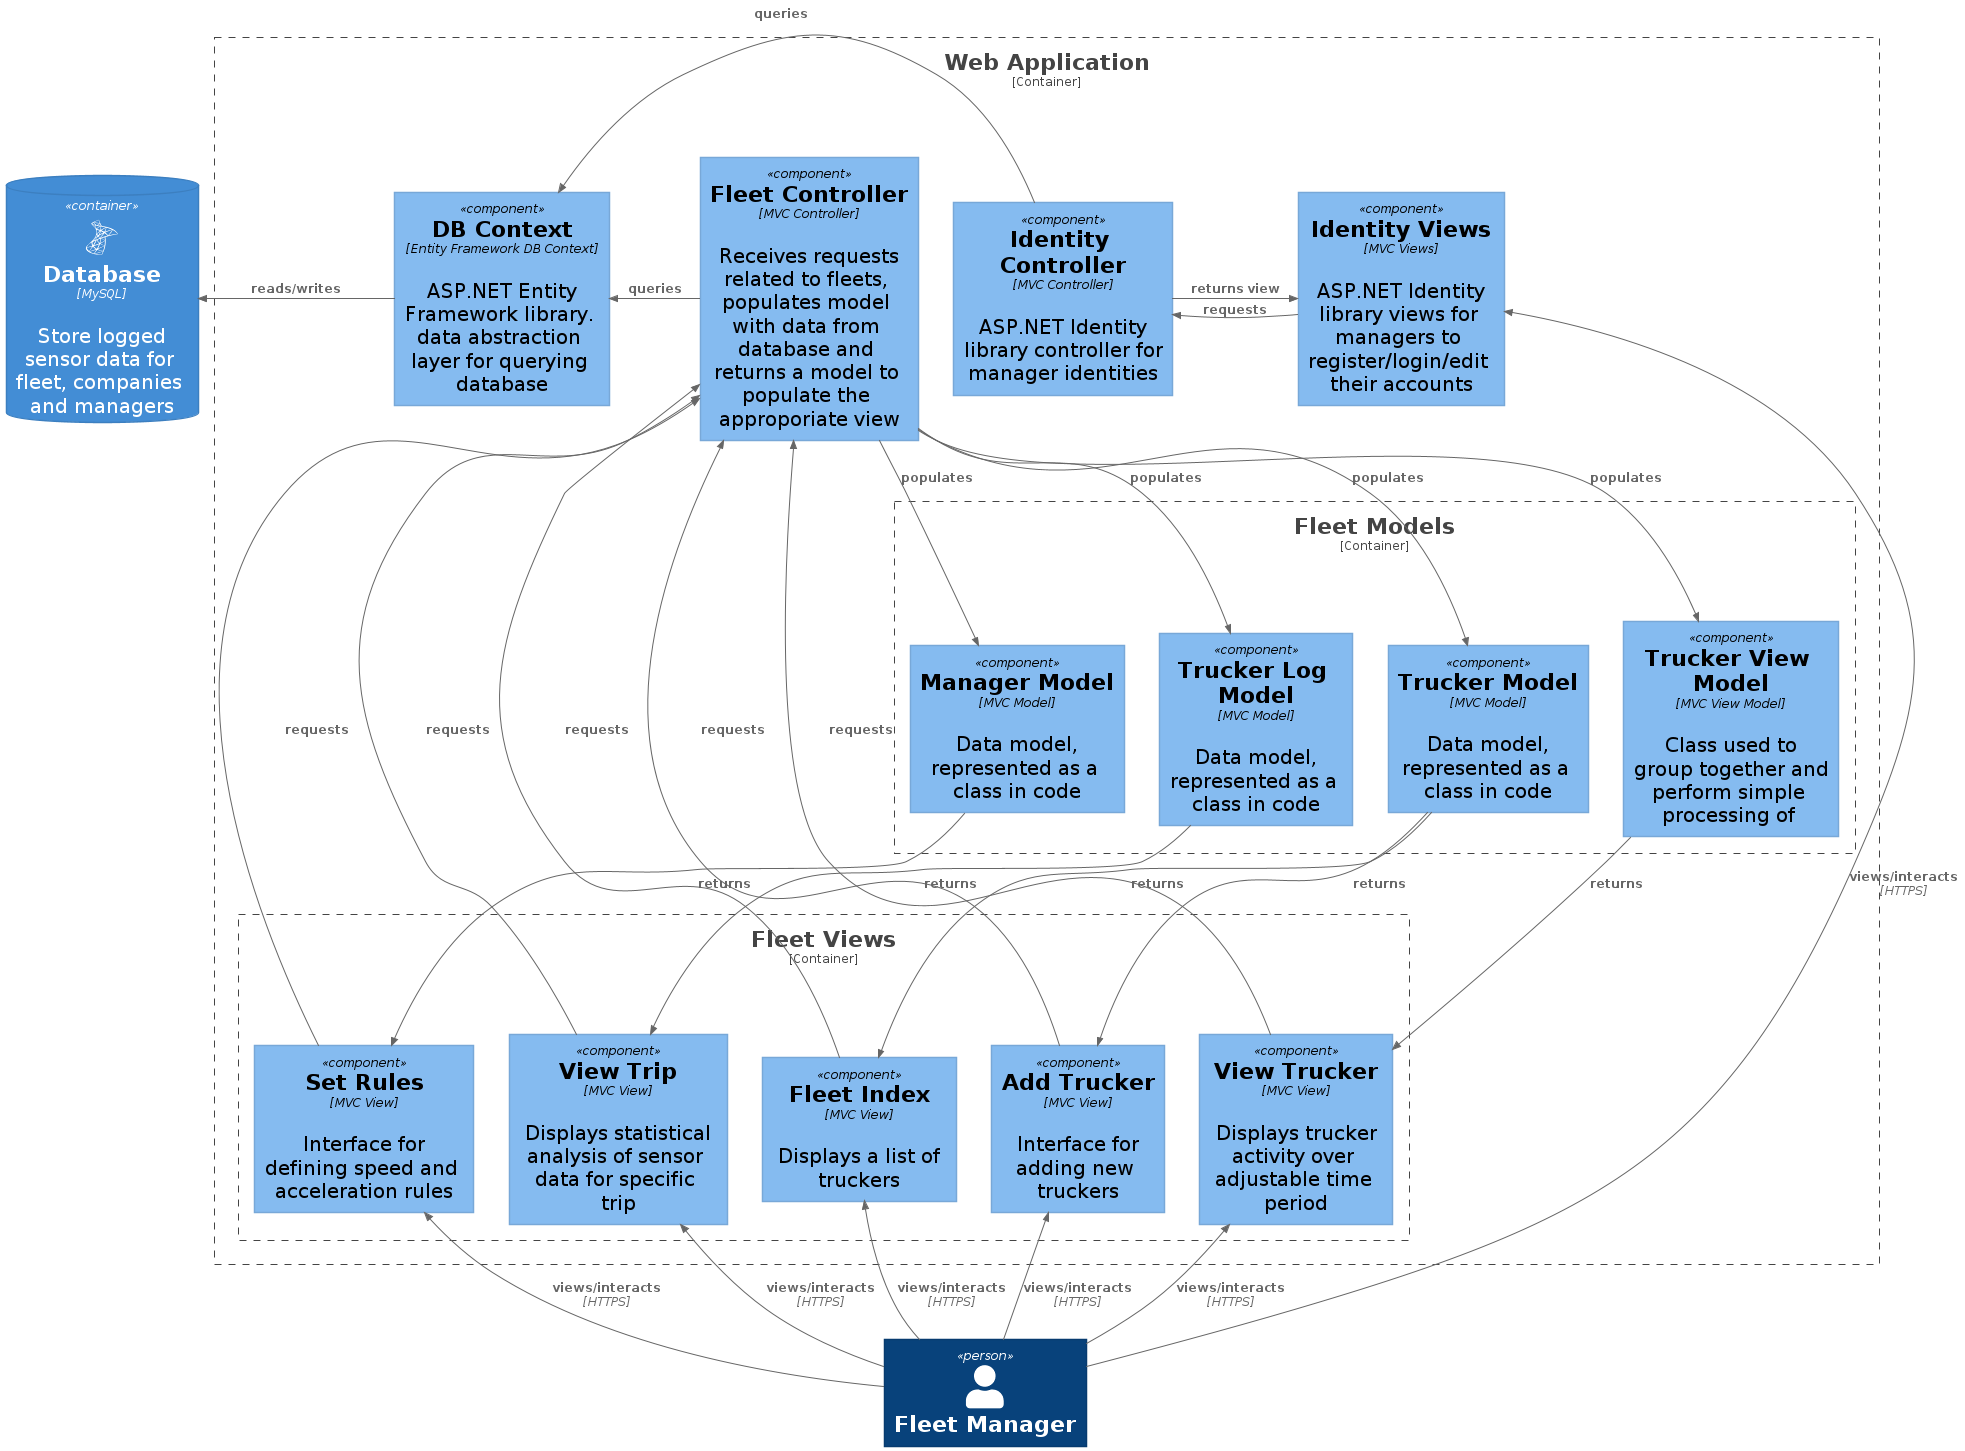 queries
Web Application
[Container]
«container»
Database
[MySQL]
Store logged
sensor data for
fleet, companies
and managers
reads/writes
«component»
DB Context
[Entity Framework DB Context]
ASP.NET Entity
Framework library.
data abstraction
layer for querying
database
queries
«component»
Fleet Controller
[MVC Controller]
Receives requests
related to fleets,
populates model
with data from
database and
returns a model to
populate the
approporiate view
«component»
Identity
Controller
[MVC Controller]
ASP.NET Identity
library controller for
manager identities
returns view
requests
«component»
Identity Views
[MVC Views]
ASP.NET Identity
library views for
managers to
register/login/edit
their accounts
populates
populates
populates
populates
Fleet Models
[Container]
«component»
Manager Model
[MVC Model]
Data model,
represented as a
class in code
«component»
Trucker Log
Model
[MVC Model]
Data model,
represented as a
class in code
«component»
Trucker Model
[MVC Model]
Data model,
represented as a
class in code
«component»
Trucker View
Model
[MVC View Model]
Class used to
group together and
perform simple
processing of
requests
requests
requests
requests
requests
returns
returns
returns
returns
returns
views/interacts
[HTTPS]
Fleet Views
[Container]
«component»
Set Rules
[MVC View]
Interface for
defining speed and
acceleration rules
«component»
View Trip
[MVC View]
Displays statistical
analysis of sensor
data for specific
trip
«component»
Fleet Index
[MVC View]
Displays a list of
truckers
«component»
Add Trucker
[MVC View]
Interface for
adding new
truckers
«component»
View Trucker
[MVC View]
Displays trucker
activity over
adjustable time
period
views/interacts
[HTTPS]
views/interacts
[HTTPS]
views/interacts
[HTTPS]
views/interacts
[HTTPS]
views/interacts
[HTTPS]
«person»
Fleet Manager